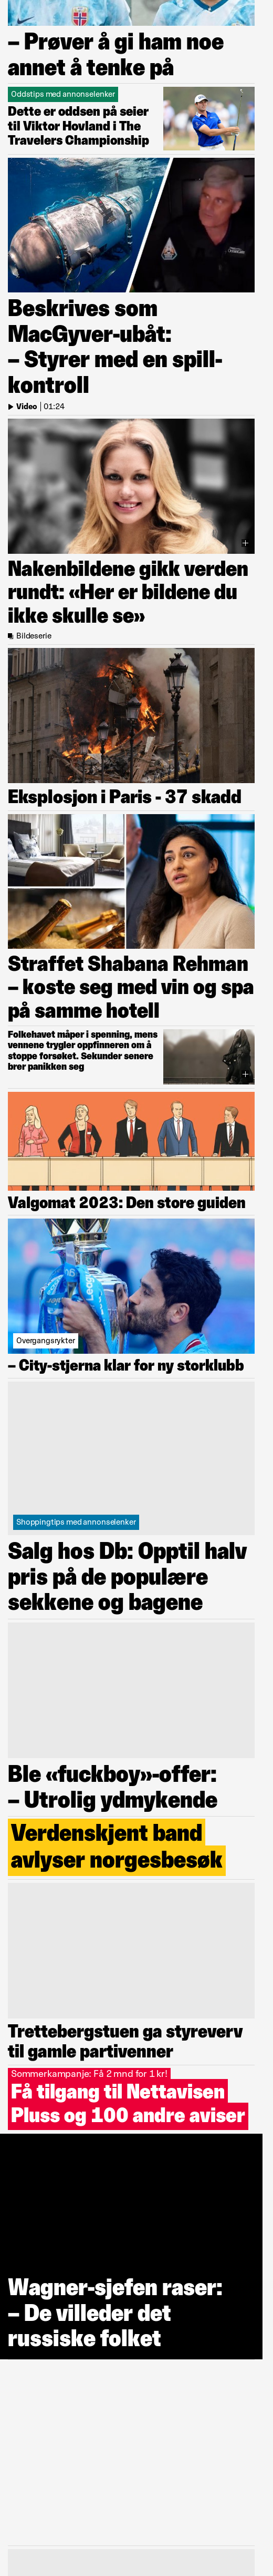 – Prøver å gi ham noe
annet å tenke på
Oddstips med annonselenker
Dette er oddsen på seier
til Viktor Hovland i The
Travelers Championship
Beskrives som
MacGyver-ubåt:
– Styrer med en spill-
kontroll
Video | 01:24
Nakenbildene gikk verden
rundt: «Her er bildene du
ikke skulle se»
Bildeserie
Eksplosjon i Paris - 37 skadd
Straffet Shabana Rehman
– koste seg med vin og spa
på samme hotell
Folkehavet måper i spenning, mens
vennene trygler oppfinneren om å
stoppe forsøket. Sekunder senere
brer panikken seg
Valgomat 2023: Den store guiden
Overgangsrykter
– City-stjerna klar for ny storklubb
Shoppingtips med annonselenker
Salg hos Db: Opptil halv
pris på de populære
sekkene og bagene
Ble «fuckboy»-offer:
– Utrolig ydmykende
Verdenskjent band
avlyser norgesbesøk
Trettebergstuen ga styreverv
til gamle partivenner
Sommerkampanje: Få 2 mnd for 1 kr!
Få tilgang til Nettavisen
Pluss og 100 andre aviser
Wagner-sjefen raser:
– De villeder det
russiske folket